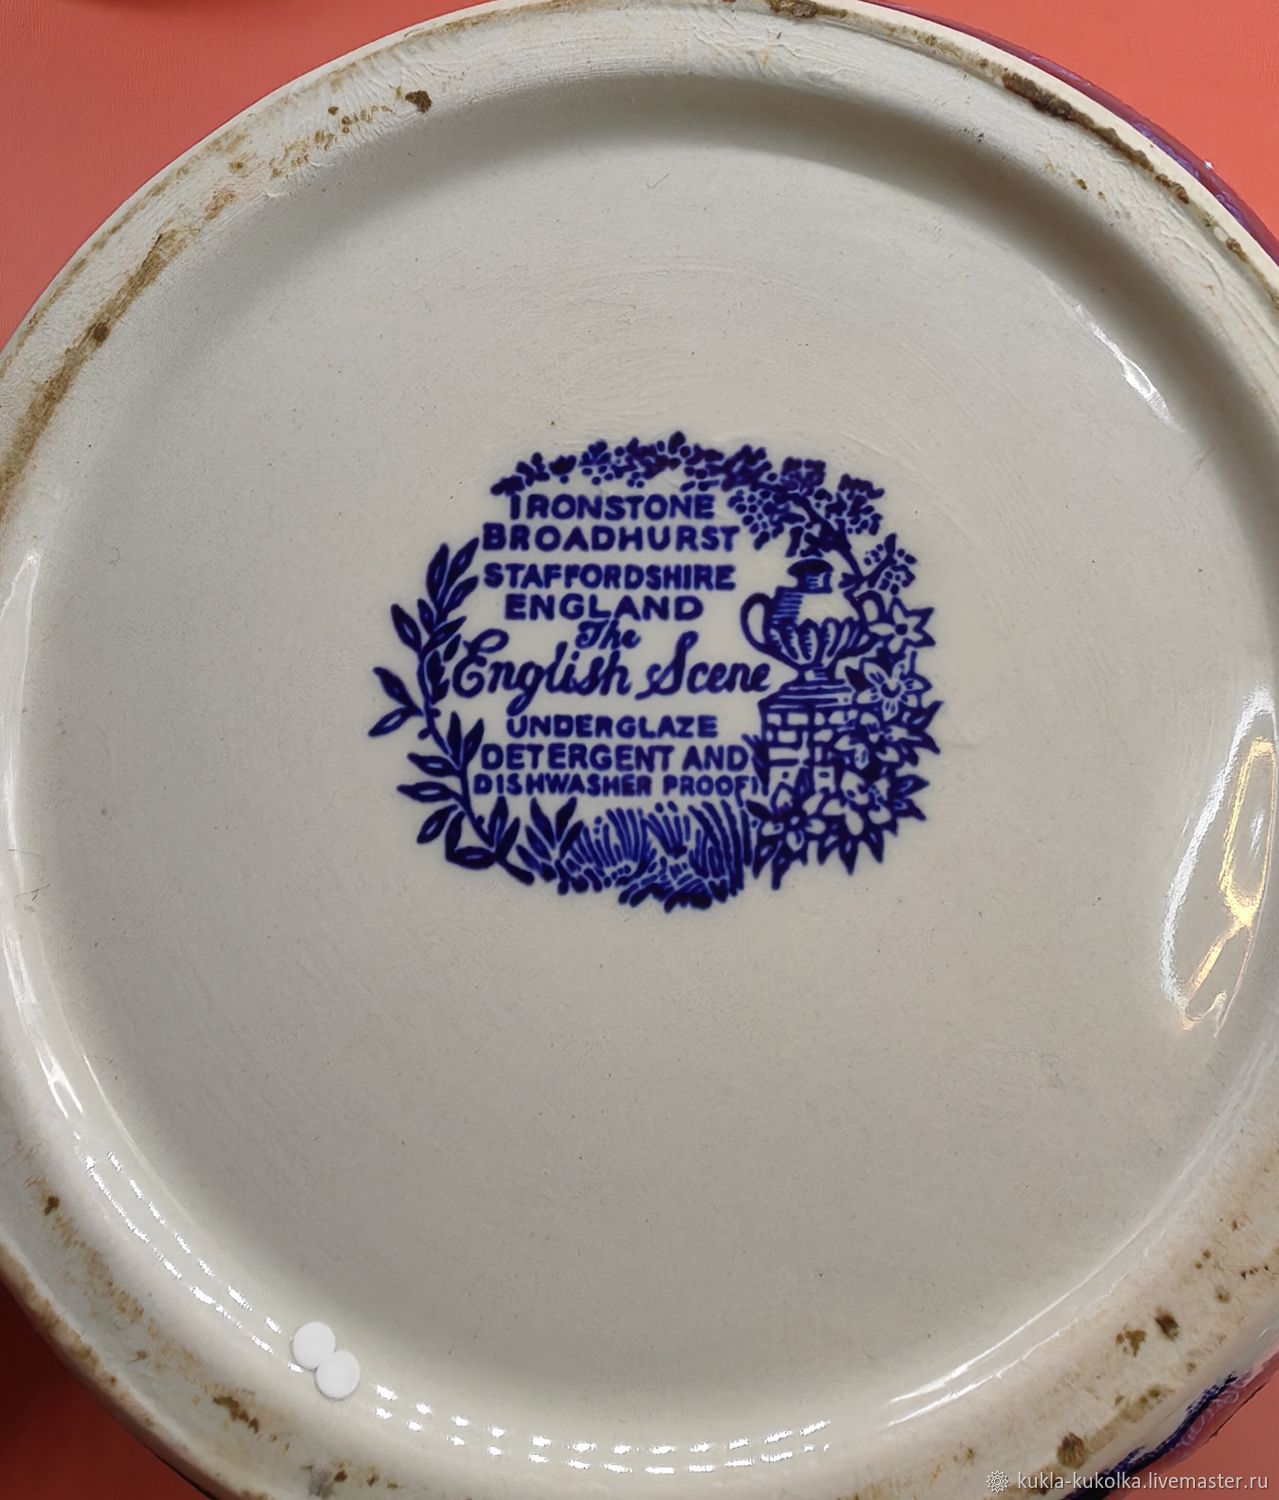 IRONSTONE
BROADHURST
STAFFORDSHIRE
ENGLAND
The
English Scene
UNDERGLAZE
DETERGENT AND
DISHWASHER PROOF
kukla-kukolka.livemaster.ru